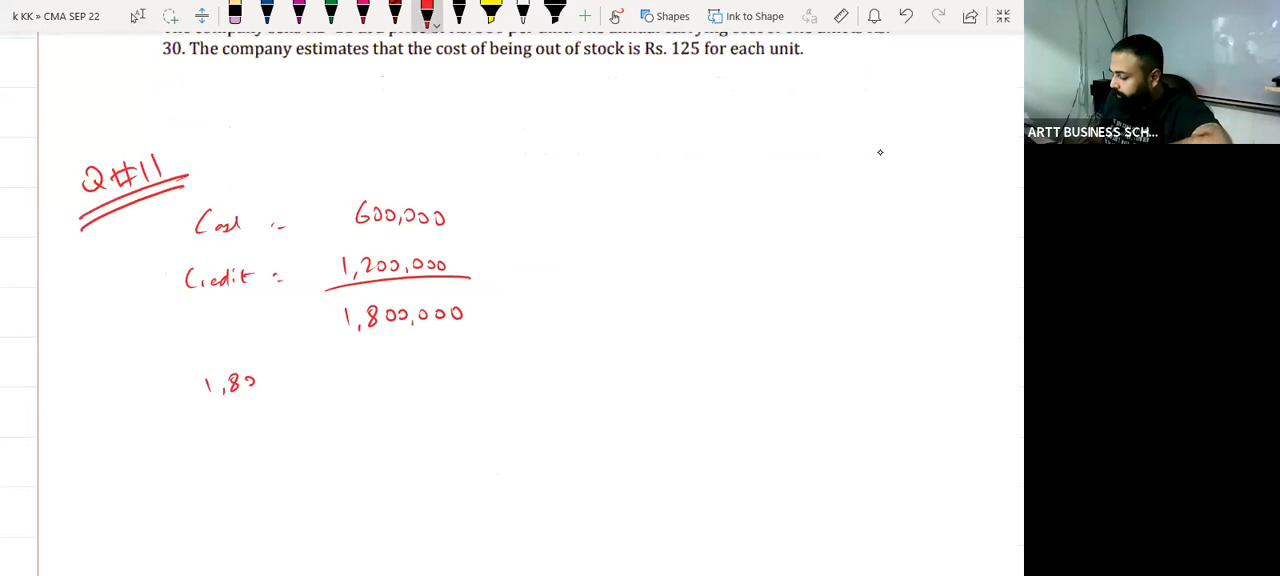 k KK » CMA SEP 22
Shapes
Ink to Shape
30. The company estimates that the cost of being out of stock is Rs. 125 for each unit.
ARTT BUSINESS SCH...
Q#11
Cash :- 600,000
Credit :- 1,200,000
1,800,000
1,80